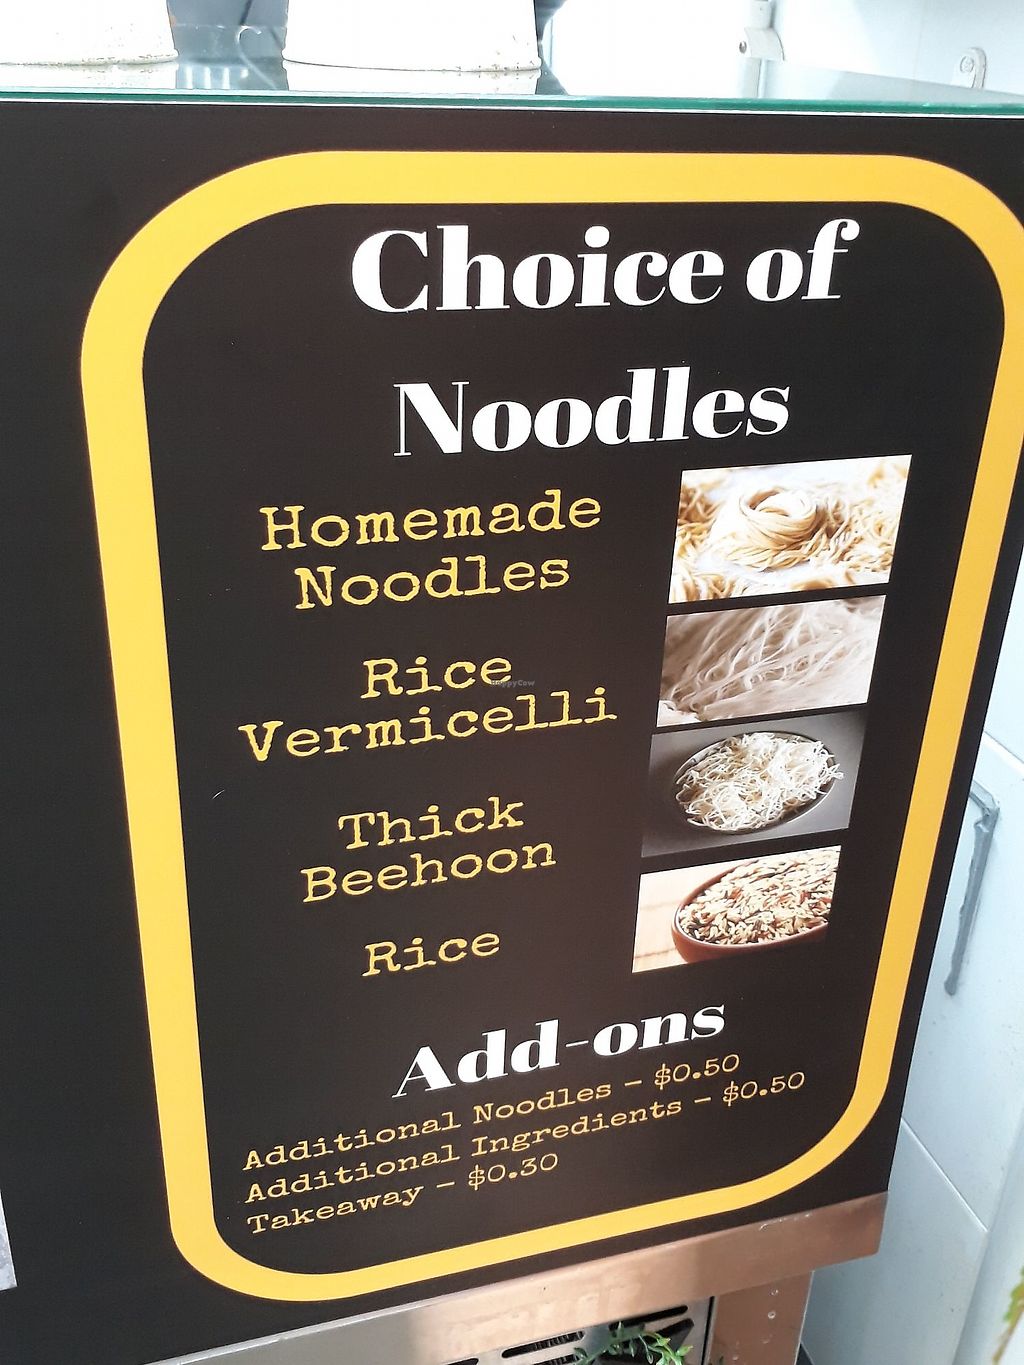 Choice of
Noodles
Homemade
Noodles
Rice
Vermicelli
Thick
Beehoon
Rice
Add-ons
Additional Noodles - $0.50
Additional Ingredients - $0.50
Takeaway - $0.30
HappyCow